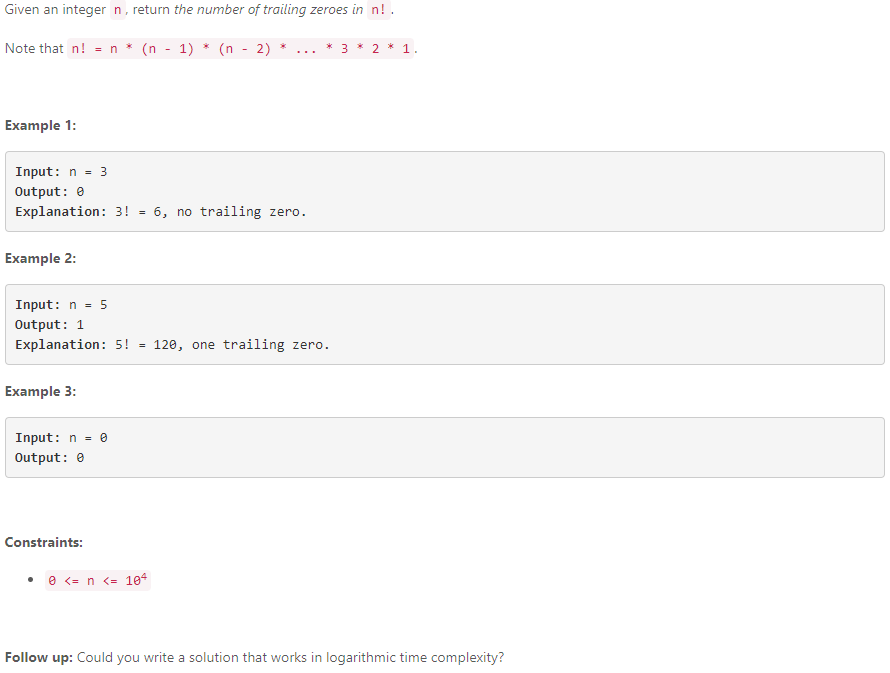 Given an integer n, return the number of trailing zeroes in n!.
Note that n! = n * (n - 1) * (n - 2) * ... * 3 * 2 * 1.
Example 1:
Input: n = 3
Output: 0
Explanation: 3! = 6, no trailing zero.
Example 2:
Input: n = 5
Output: 1
Explanation: 5! = 120, one trailing zero.
Example 3:
Input: n = 0
Output: 0
Constraints:
• 0 <= n <= 10⁴
Follow up: Could you write a solution that works in logarithmic time complexity?